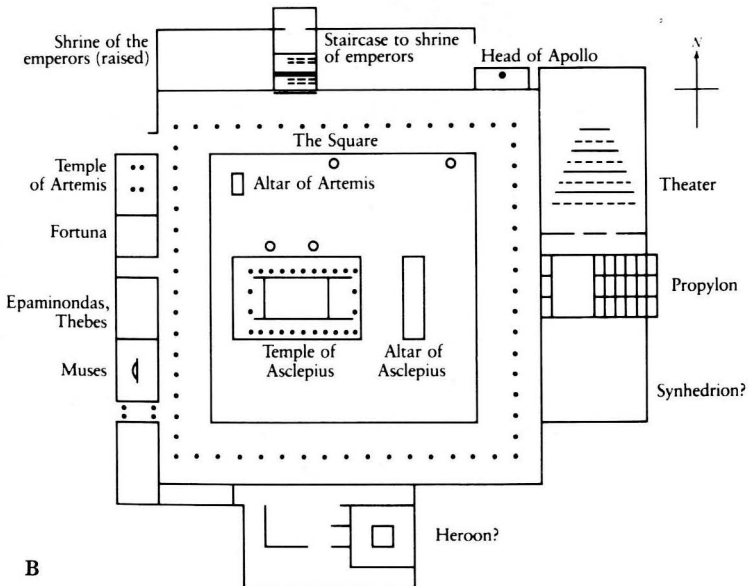 Shrine of the
emperors (raised)
Staircase to shrine
of emperors
Head of Apollo
N
The Square
Temple
of Artemis
Altar of Artemis
Theater
Fortuna
Epaminondas,
Thebes
Propylon
Temple of
Asclepius
Altar of
Asclepius
Muses
Synhedrion?
Heroon?
B